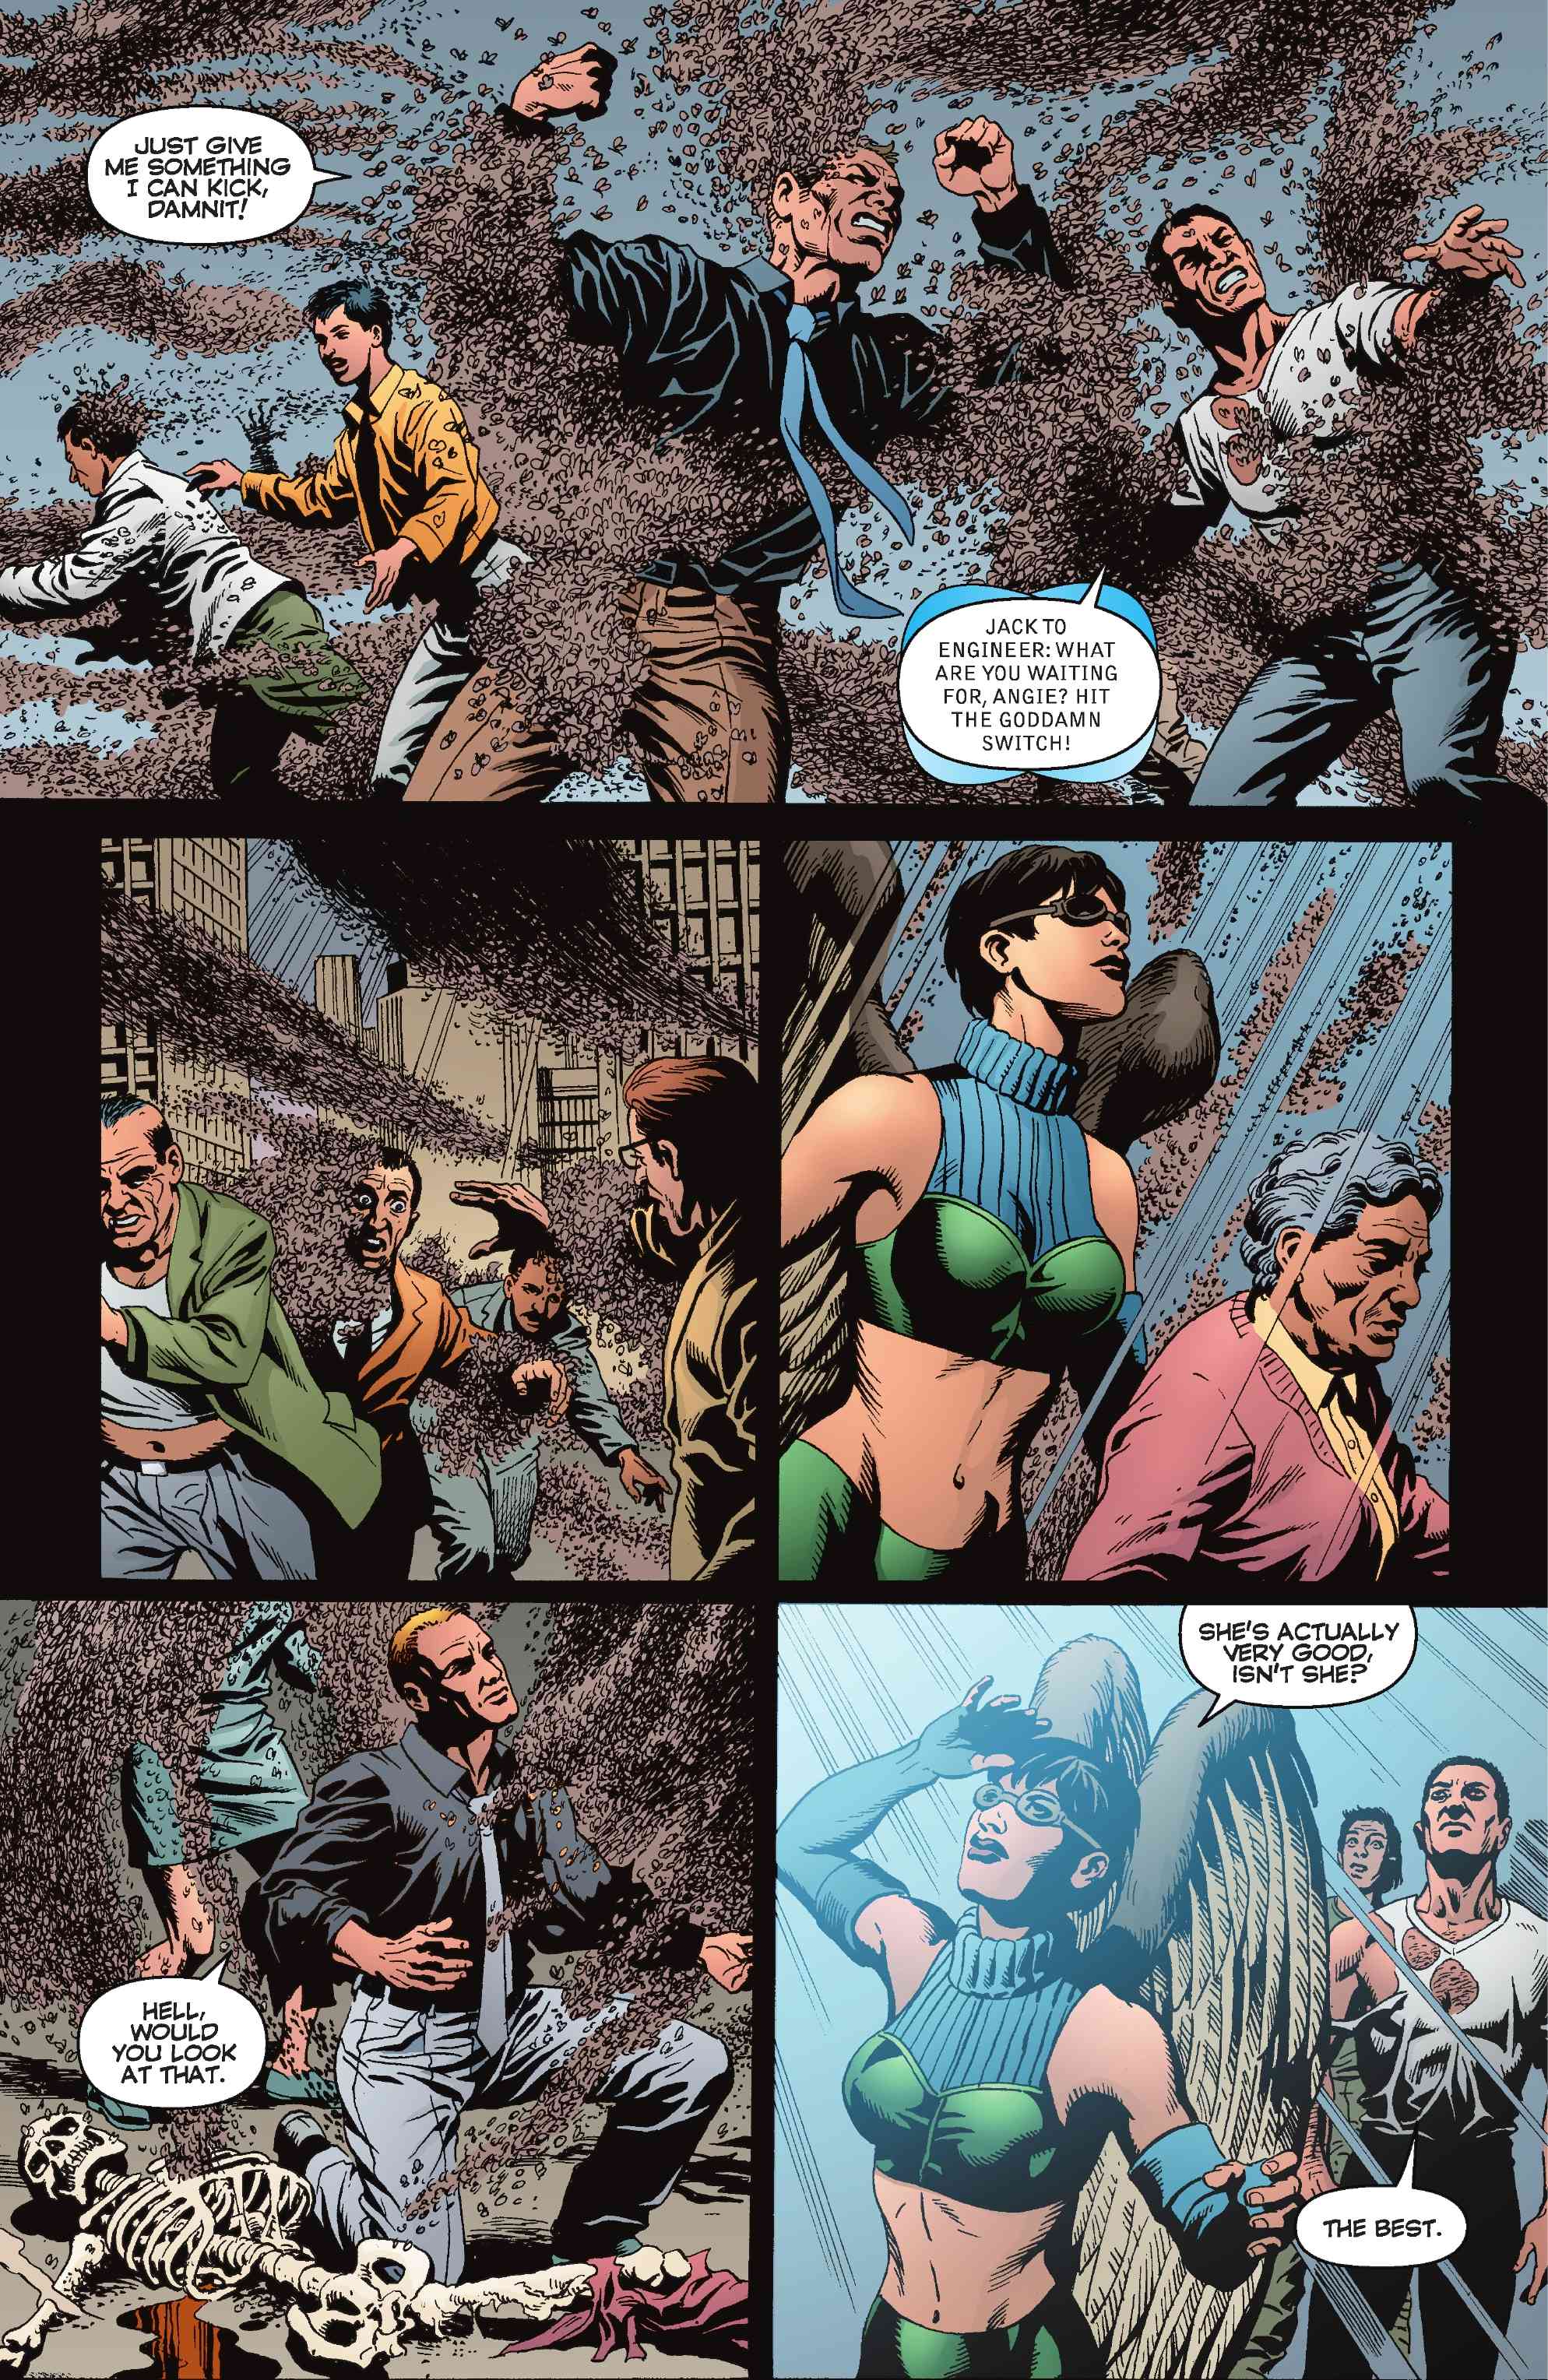 JUST GIVE
ME SOMETHING
I CAN KICK,
DAMNIT!
JACK TO
ENGINEER: WHAT
ARE YOU WAITING
FOR, ANGIE? HIT
THE GODDAMN
SWITCH!
HELL,
WOULD
YOU LOOK
AT THAT.
SHE'S ACTUALLY
VERY GOOD,
ISN'T SHE?
THE BEST.